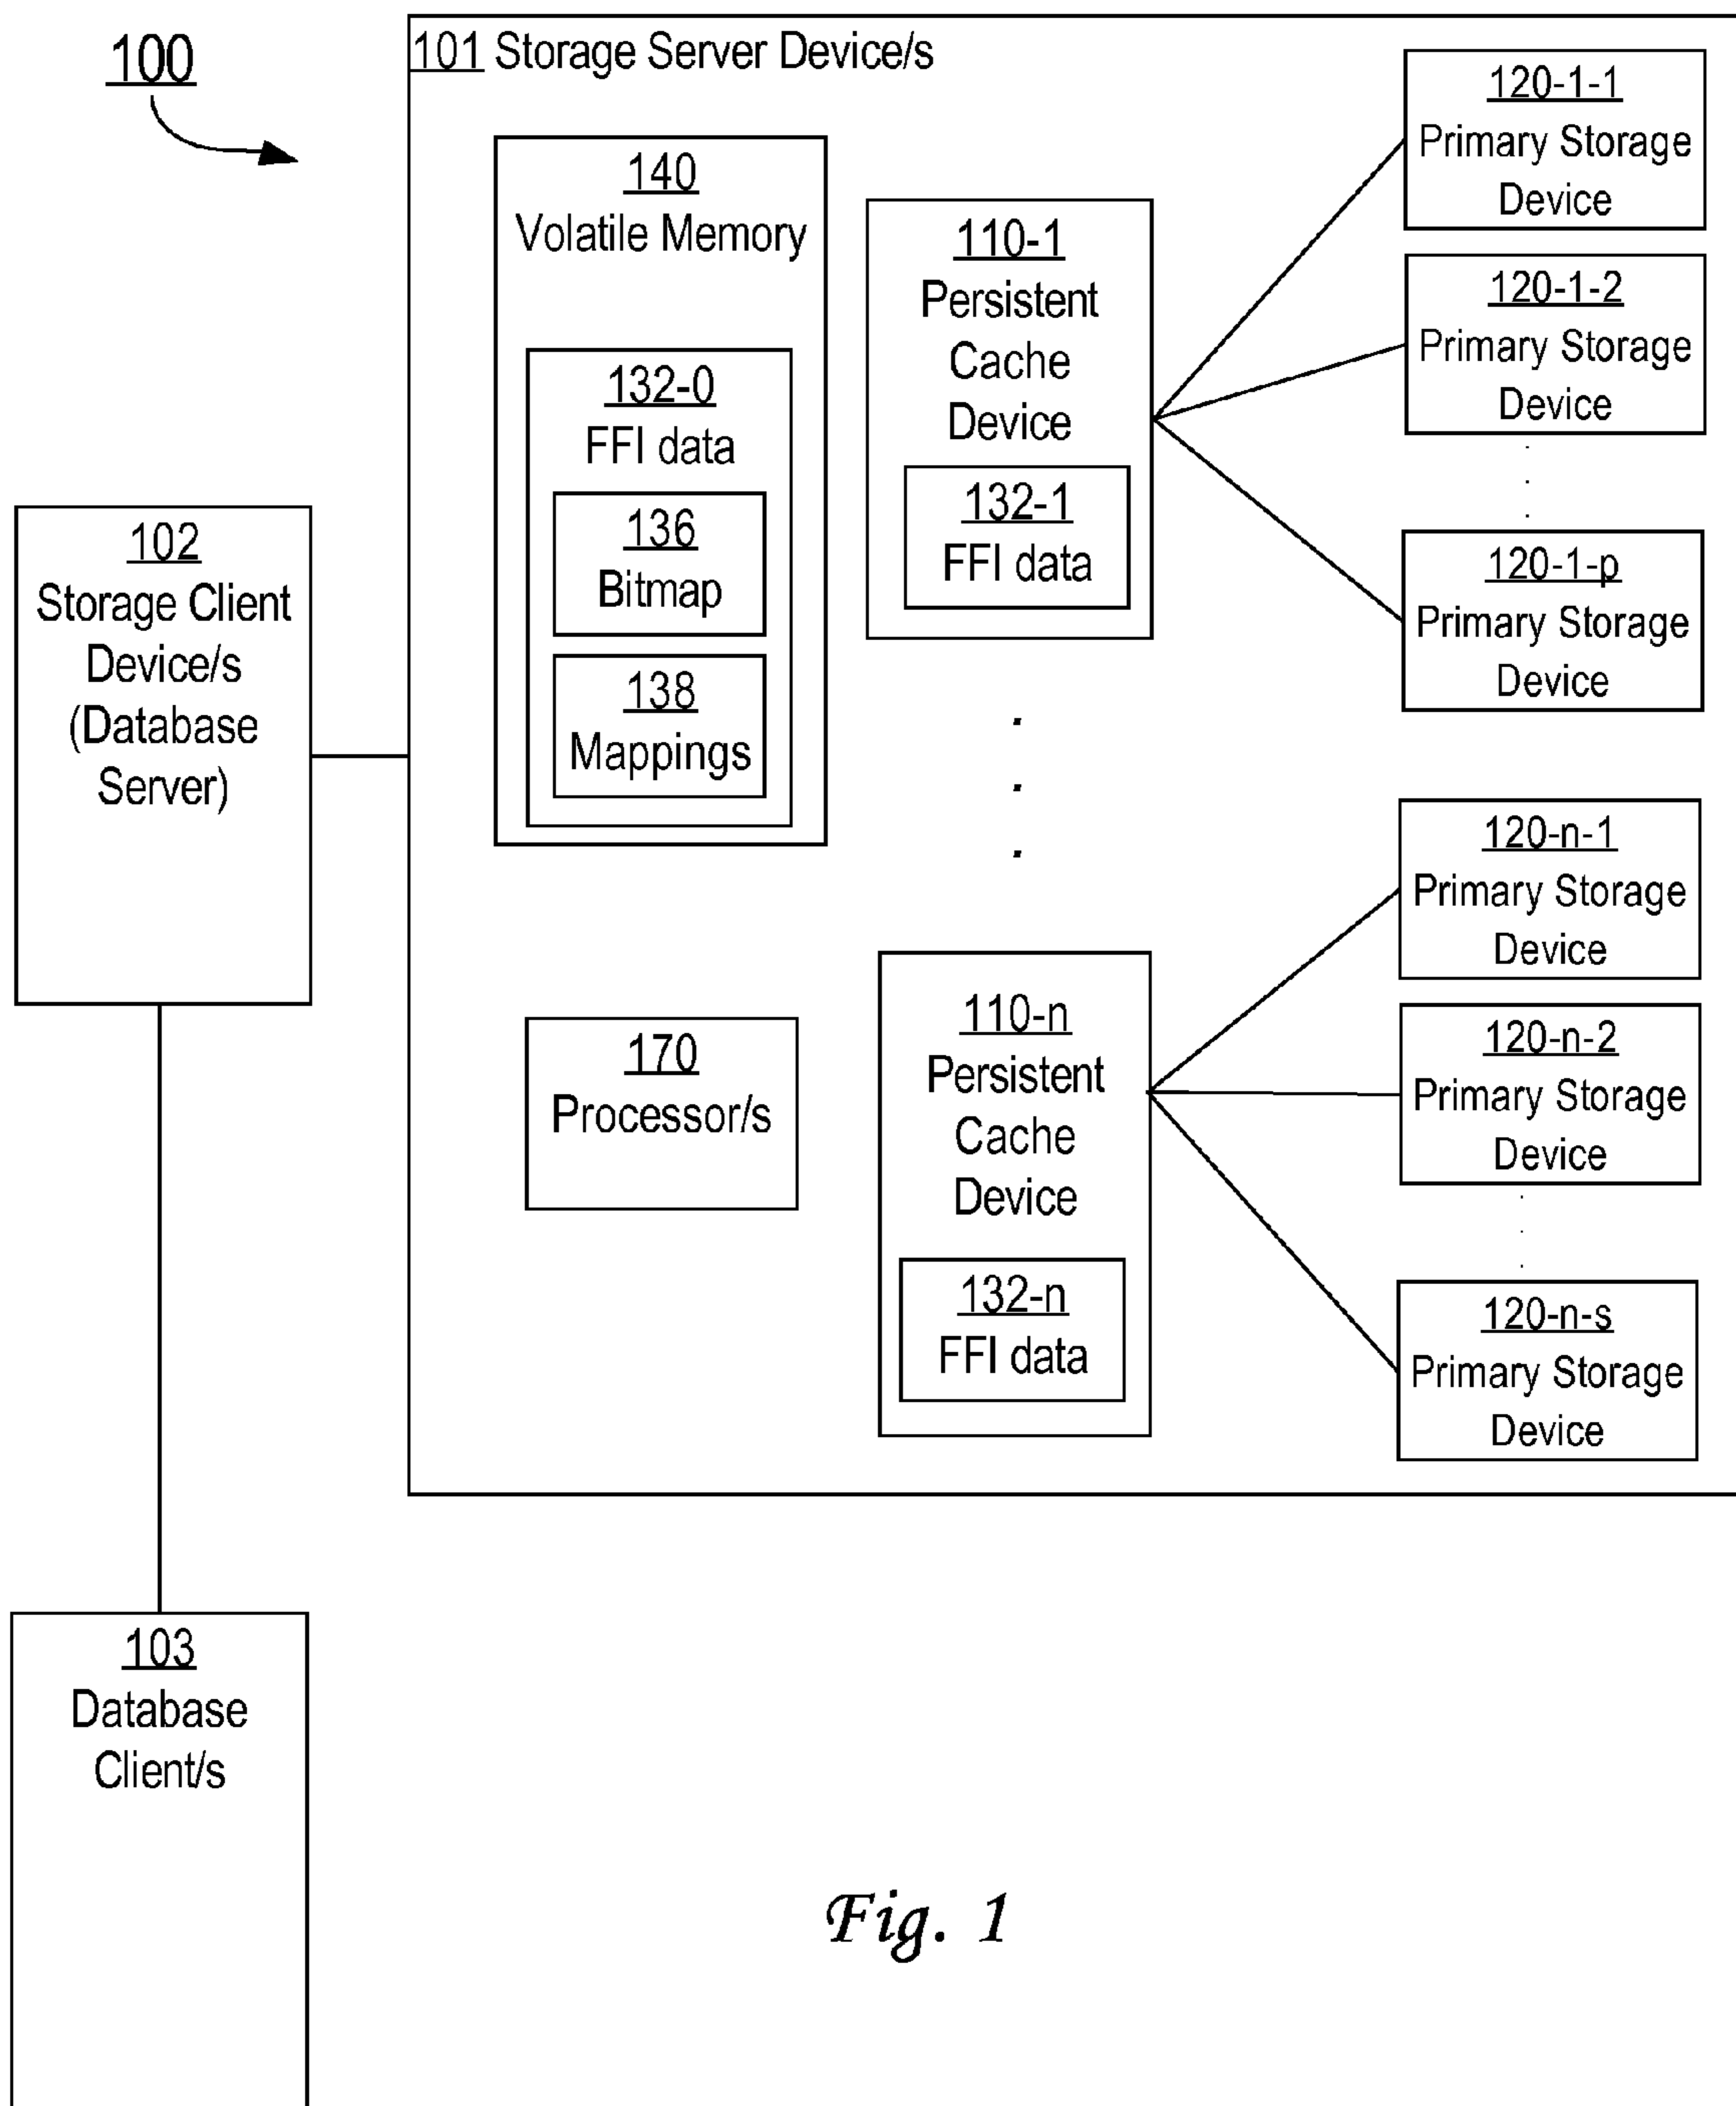 100
101 Storage Server Device/s
140
Volatile Memory
132-0
FFI data
136
Bitmap
138
Mappings
110-1
Persistent
Cache
Device
132-1
FFI data
120-1-1
Primary Storage
Device
120-1-2
Primary Storage
Device
120-1-p
Primary Storage
Device
102
Storage Client
Device/s
(Database
Server)
170
Processor/s
110-n
Persistent
Cache
Device
132-n
FFI data
120-n-1
Primary Storage
Device
120-n-2
Primary Storage
Device
120-n-s
Primary Storage
Device
103
Database
Client/s
Fig. 1